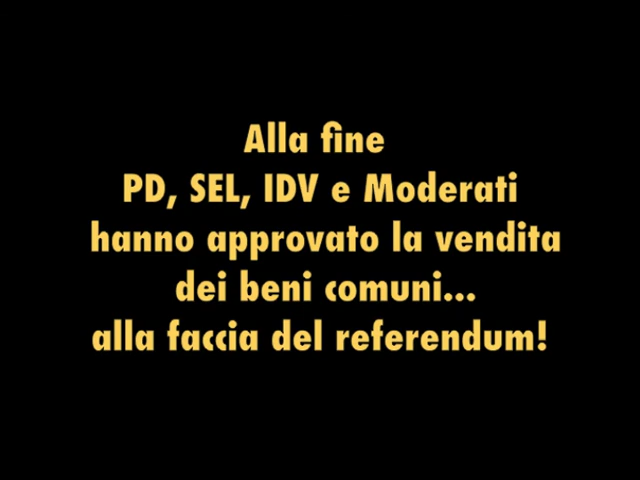 Alla fine
PD, SEL, IDV e Moderati
hanno approvato la vendita
dei beni comuni...
alla faccia del referendum!